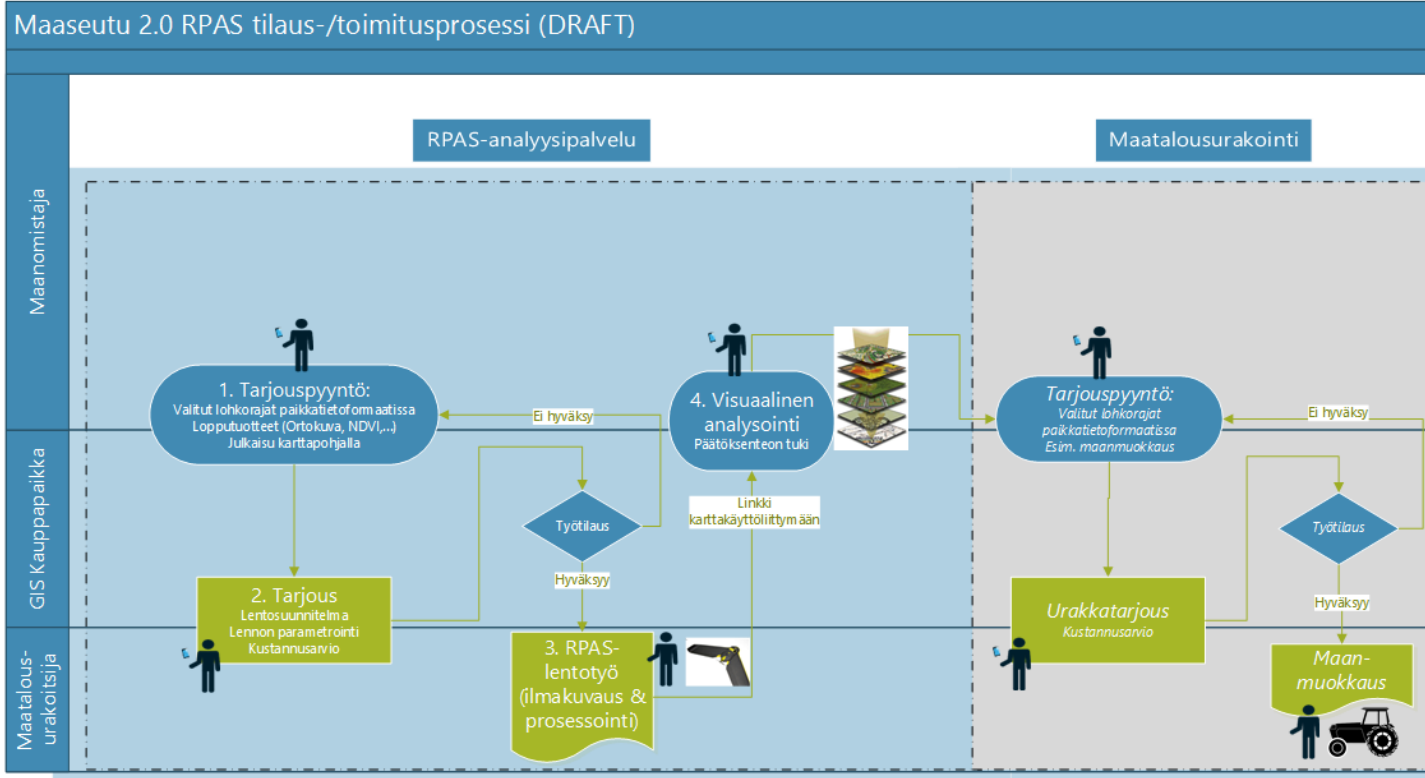 Maaseutu 2.0 RPAS tilaus-/toimitusprosessi (DRAFT)
RPAS-analyysipalvelu
Maatalousurakointi
Maanomistaja
GIS Kauppapaikka
Maatalous-
urakoitsija
1. Tarjouspyyntö:
Valitut lohkorajat paikkatietoformaatissa
Lopputuotteet (Ortokuva, NDVI,...)
Julkaisu karttapohjalla
Ei hyväksy
4. Visuaalinen
analysointi
Päätöksenteon tuki
Työtilaus
Linkki
karttakäyttöliittymään
Hyväksyy
2. Tarjous
Lentosuunnitelma
Lennon parametrointi
Kustannusarvio
3. RPAS-
lentotyö
(ilmakuvaus &
prosessointi)
Tarjouspyyntö:
Valitut lohkorajat
paikkatietoformaatissa
Esim. maanmuokkaus
Ei hyväksy
Työtilaus
Hyväksyy
Urakkatarjous
Kustannusarvio
Maan-
muokkaus